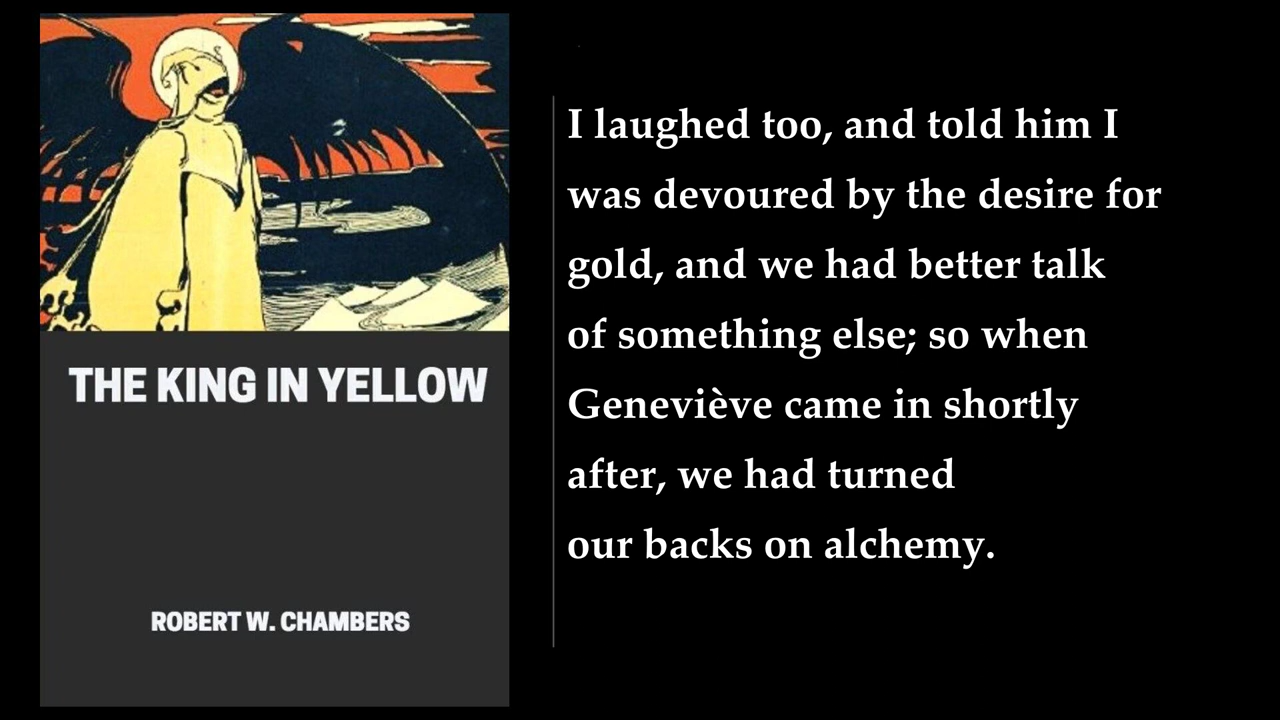 THE KING IN YELLOW
ROBERT W. CHAMBERS
I laughed too, and told him I
was devoured by the desire for
gold, and we had better talk
of something else; so when
Geneviève came in shortly
after, we had turned
our backs on alchemy.